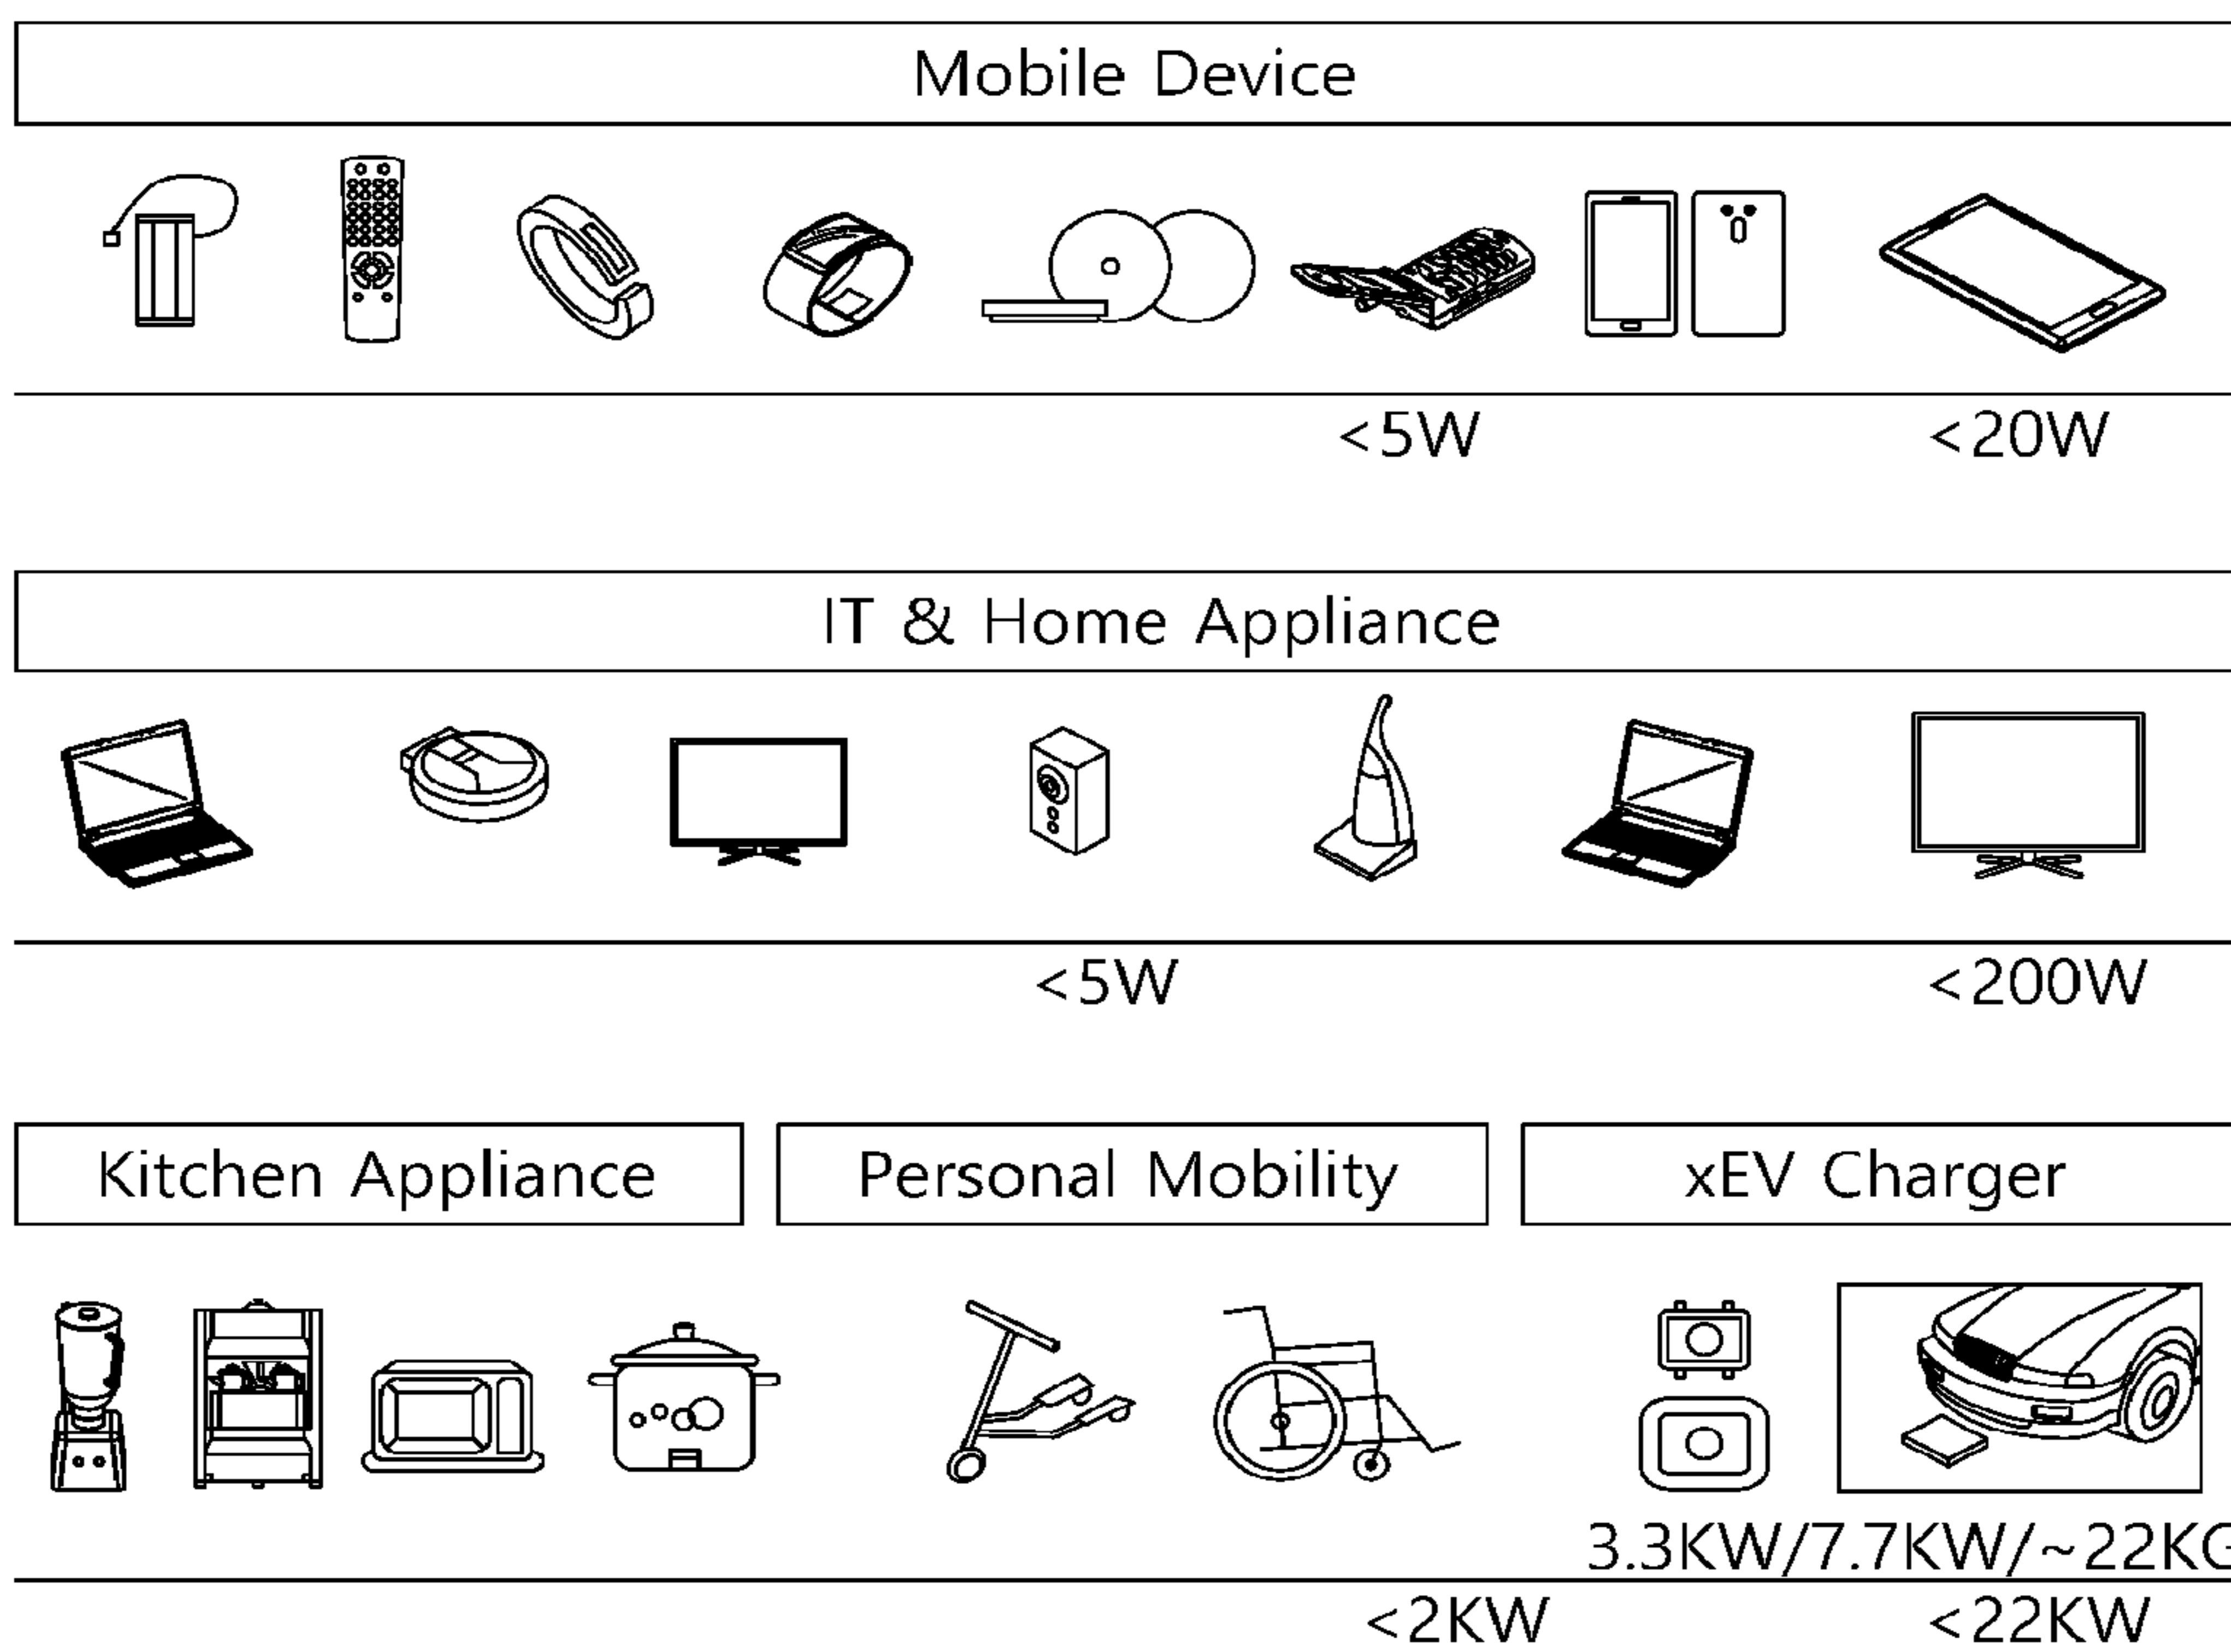 Mobile Device
<5W <20W
IT & Home Appliance
<5W <200W
Kitchen Appliance Personal Mobility xEV Charger
3.3KW/7.7KW/~22KG
<2KW <22KW